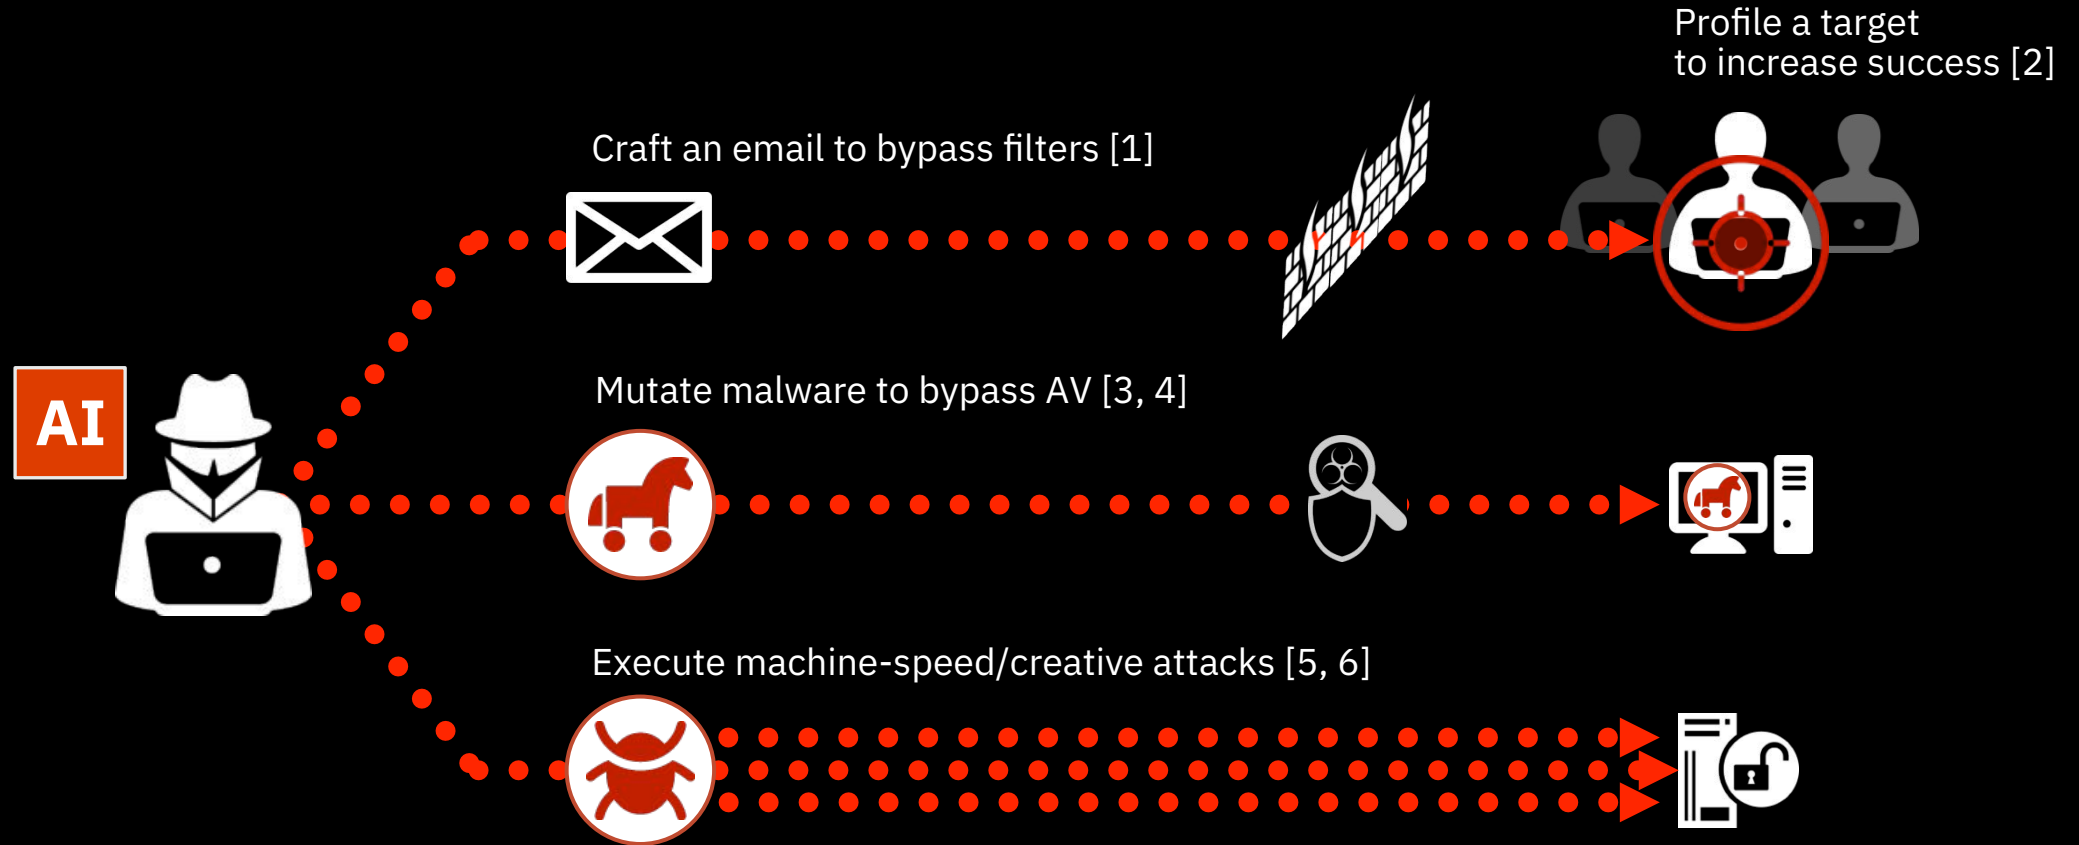 Profile a target
to increase success [2]
Craft an email to bypass filters [1]
Mutate malware to bypass AV [3, 4]
AI
Execute machine-speed/creative attacks [5, 6]